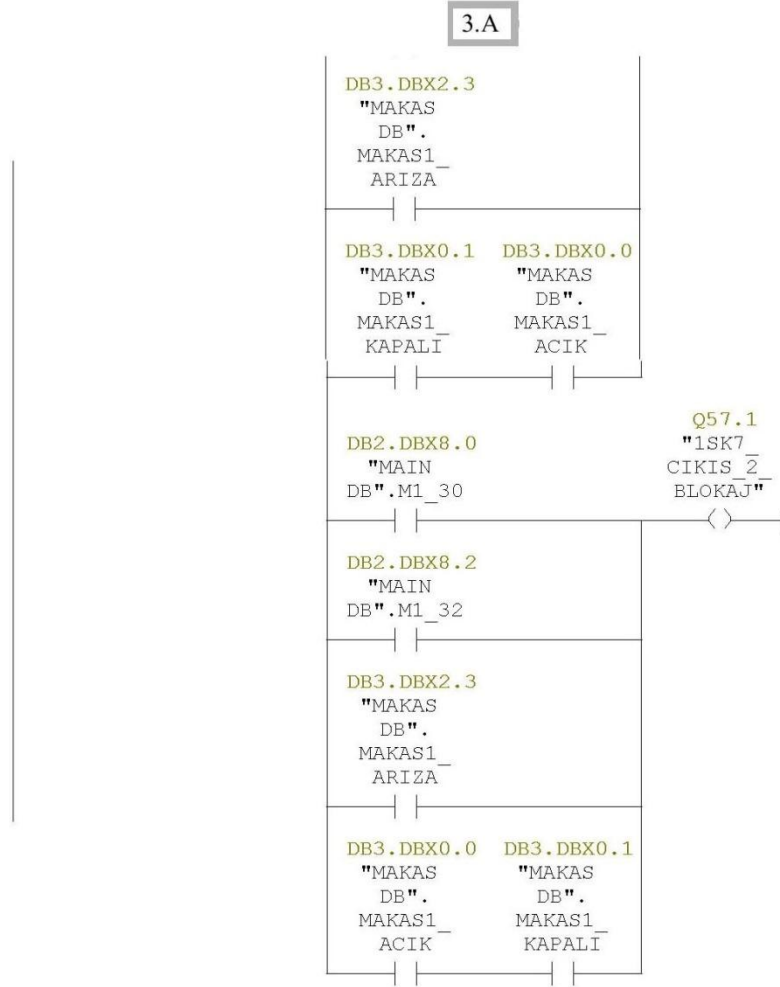 3.A
DB3.DBX2.3
"MAKAS
DB".
MAKAS1_
ARIZA
DB3.DBX0.1 DB3.DBX0.0
"MAKAS "MAKAS
DB". DB".
MAKAS1_ MAKAS1_
KAPALI ACIK
Q57.1
"1SK7_
CIKIS_2_
BLOKAJ"
DB2.DBX8.0
"MAIN
DB".M1_30
DB2.DBX8.2
"MAIN
DB".M1_32
DB3.DBX2.3
"MAKAS
DB".
MAKAS1_
ARIZA
DB3.DBX0.0 DB3.DBX0.1
"MAKAS "MAKAS
DB". DB".
MAKAS1_ MAKAS1_
ACIK KAPALI